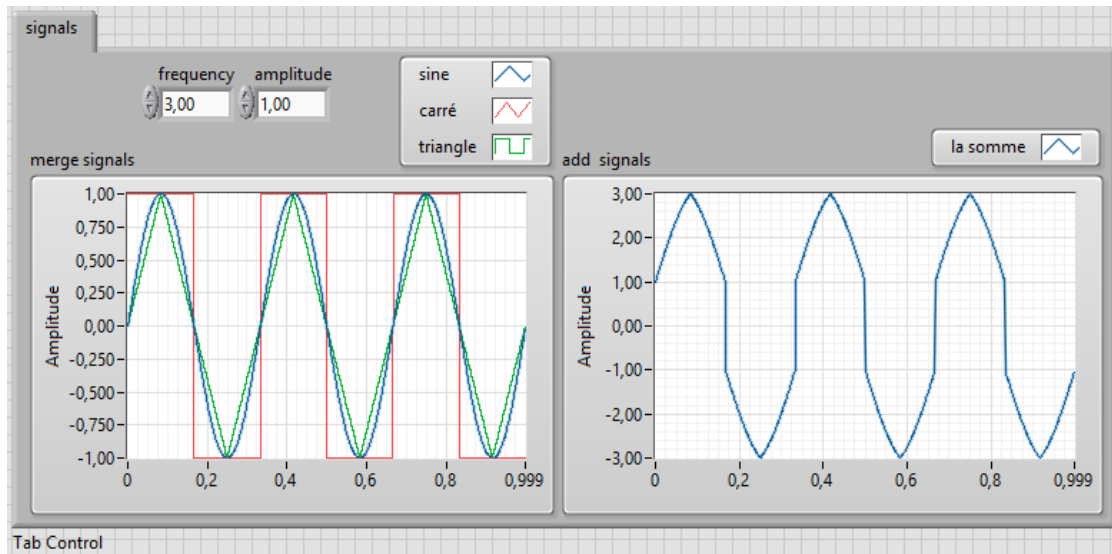 signals
frequency amplitude
3,00 1,00
sine
carré
triangle
merge signals
1,00
0,750
0,500
0,250
0,00
-0,250
-0,500
-0,750
-1,00
Amplitude
0 0,2 0,4 0,6 0,8 0,999
add signals
la somme
3,00
2,00
1,00
0,00
-1,00
-2,00
-3,00
Amplitude
0 0,2 0,4 0,6 0,8 0,999
Tab Control